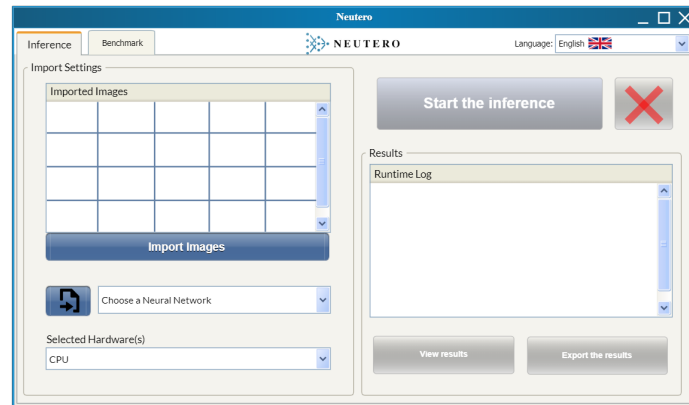 Neutero
Inference
Benchmark
NEUTERO
Language: English
Import Settings
Imported Images
Import Images
Choose a Neural Network
Selected Hardware(s)
CPU
Start the inference
Results
Runtime Log
View results
Export the results